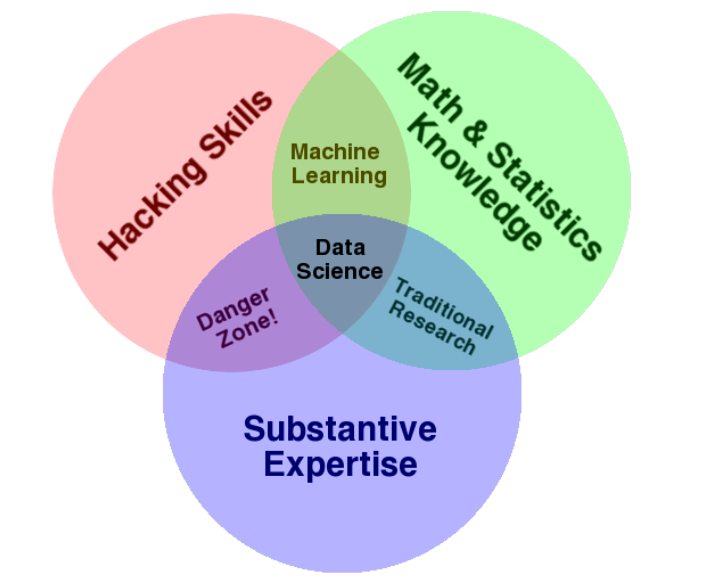 Hacking Skills
Math & Statistics
Knowledge
Machine
Learning
Data
Science
Danger
Zone!
Traditional
Research
Substantive
Expertise